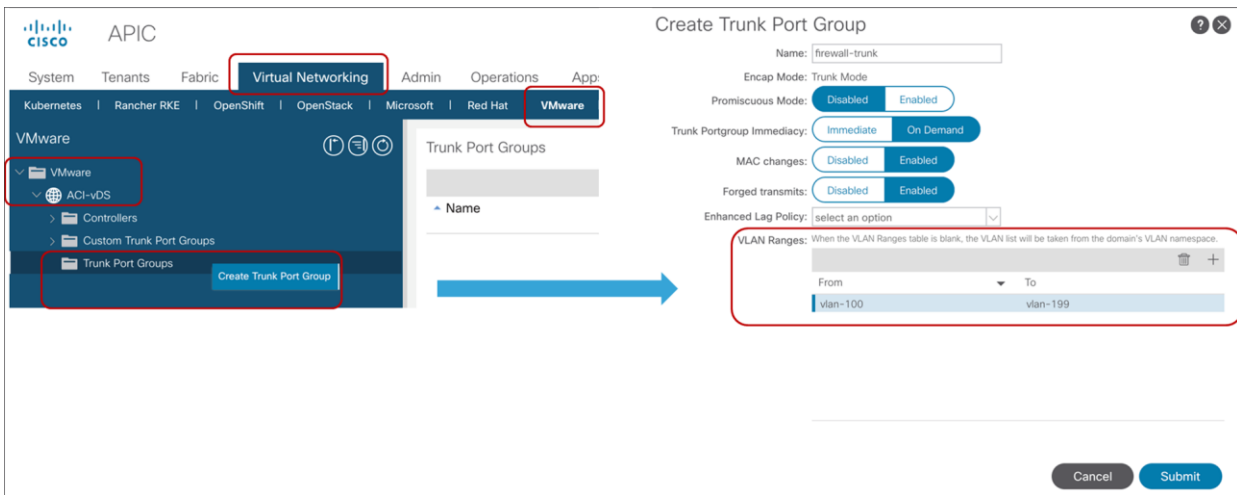 CISCO
APIC
System Tenants Fabric Virtual Networking Admin Operations App
Kubernetes | Rancher RKE | OpenShift | OpenStack | Microsoft | Red Hat | VMware
VMware
VMware
ACI-vDS
Controllers
Custom Trunk Port Groups
Trunk Port Groups
Create Trunk Port Group
Trunk Port Groups
Name
Create Trunk Port Group
Name: firewall-trunk
Encap Mode: Trunk Mode
Promiscuous Mode: Disabled Enabled
Trunk Portgroup Immediacy: Immediate On Demand
MAC changes: Disabled Enabled
Forged transmits: Disabled Enabled
Enhanced Lag Policy: select an option
VLAN Ranges: When the VLAN Ranges table is blank, the VLAN list will be taken from the domain's VLAN namespace.
From To
vlan-100 vlan-199
Cancel Submit